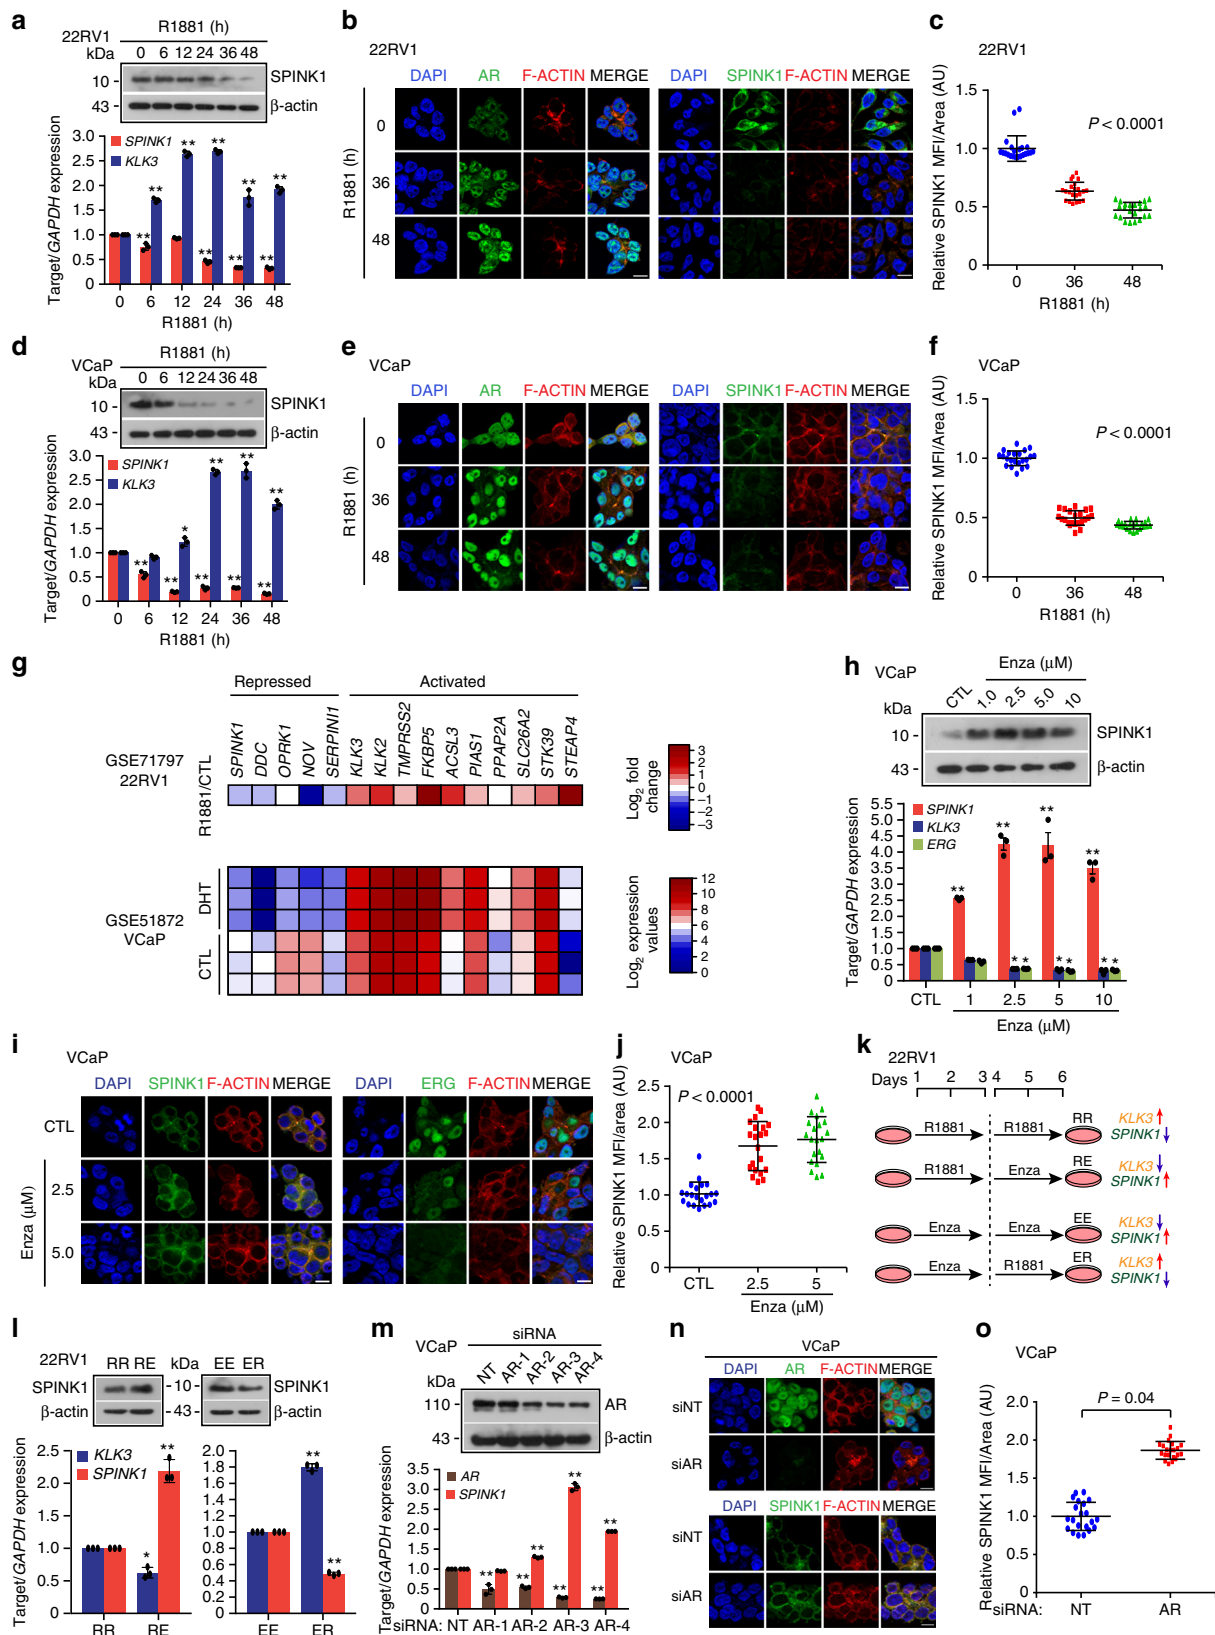 a
22RV1
R1881 (h)
kDa 0 6 12 24 36 48
10 - SPINK1
43 - β-actin
Target/GAPDH expression
3.0
2.5
2.0
1.5
1.0
0.5
0
SPINK1
KLK3
** ** ** ** ** ** ** ** **
0 6 12 24 36 48
R1881 (h)
b
22RV1
DAPI AR F-ACTIN MERGE DAPI SPINK1 F-ACTIN MERGE
R1881 (h)
0
36
48
c
Relative SPINK1 MFI/Area (AU)
1.5
1.0
0.5
0
P < 0.0001
0 36 48
R1881 (h)
d
VCaP
R1881 (h)
kDa 0 6 12 24 36 48
10 - SPINK1
43 - β-actin
Target/GAPDH expression
3.0
2.5
2.0
1.5
1.0
0.5
0
SPINK1
KLK3
** ** * ** ** ** ** ** **
0 6 12 24 36 48
R1881 (h)
e
VCaP
DAPI AR F-ACTIN MERGE DAPI SPINK1 F-ACTIN MERGE
R1881 (h)
0
36
48
f
VCaP
Relative SPINK1 MFI/Area (AU)
1.5
1.0
0.5
0
P < 0.0001
0 36 48
R1881 (h)
g
Repressed Activated
SPINK1 DDC OPRK1 NOV SERPINI1 KLK3 KLK2 TMPRSS2 FKBP5 ACSL3 PIAS1 PPAP2A SLC26A2 STK39 STEAP4
GSE71797
22RV1
R1881/CTL
Log2 fold change
3
2
1
0
−1
−2
−3
GSE51872
VCaP
DHT
CTL
Log2 expression values
12
10
8
6
4
2
0
h
VCaP
Enza (μM)
CTL 1.0 2.5 5.0 10
kDa
10 - SPINK1
43 - β-actin
Target/GAPDH expression
5.5
5.0
4.5
4.0
3.5
3.0
2.5
2.0
1.5
1.0
0.5
0
SPINK1
KLK3
ERG
** ** ** ** * * * * * *
CTL 1 2.5 5 10
Enza (μM)
i
VCaP
DAPI SPINK1 F-ACTIN MERGE DAPI ERG F-ACTIN MERGE
CTL
Enza (μM)
2.5
5.0
j
VCaP
Relative SPINK1 MFI/area (AU)
2.5
2.0
1.5
1.0
0.5
0
P < 0.0001
CTL 2.5 5
Enza (μM)
k
22RV1
Days 1 2 3 4 5 6
R1881 R1881 RR KLK3 SPINK1
R1881 Enza RE KLK3 SPINK1
Enza Enza EE KLK3 SPINK1
Enza R1881 ER KLK3 SPINK1
l
22RV1
RR RE kDa EE ER
SPINK1 - 10 - SPINK1
β-actin - 43 - β-actin
Target/GAPDH expression
2.5
2.0
1.5
1.0
0.5
0
KLK3
SPINK1
* **
RR RE
2.0
1.8
1.6
1.4
1.2
1.0
0.8
0.6
0.4
0.2
0
** **
EE ER
m
VCaP
siRNA
NT AR-1 AR-2 AR-3 AR-4
kDa
110 - AR
43 - β-actin
Target/GAPDH expression
3.5
3.0
2.5
2.0
1.5
1.0
0.5
0
AR
SPINK1
** ** ** ** ** ** **
siRNA: NT AR-1 AR-2 AR-3 AR-4
n
VCaP
DAPI AR F-ACTIN MERGE
siNT
siAR
DAPI SPINK1 F-ACTIN MERGE
siNT
siAR
o
VCaP
Relative SPINK1 MFI/Area (AU)
2.0
1.5
1.0
0.5
0
P = 0.04
siRNA: NT AR